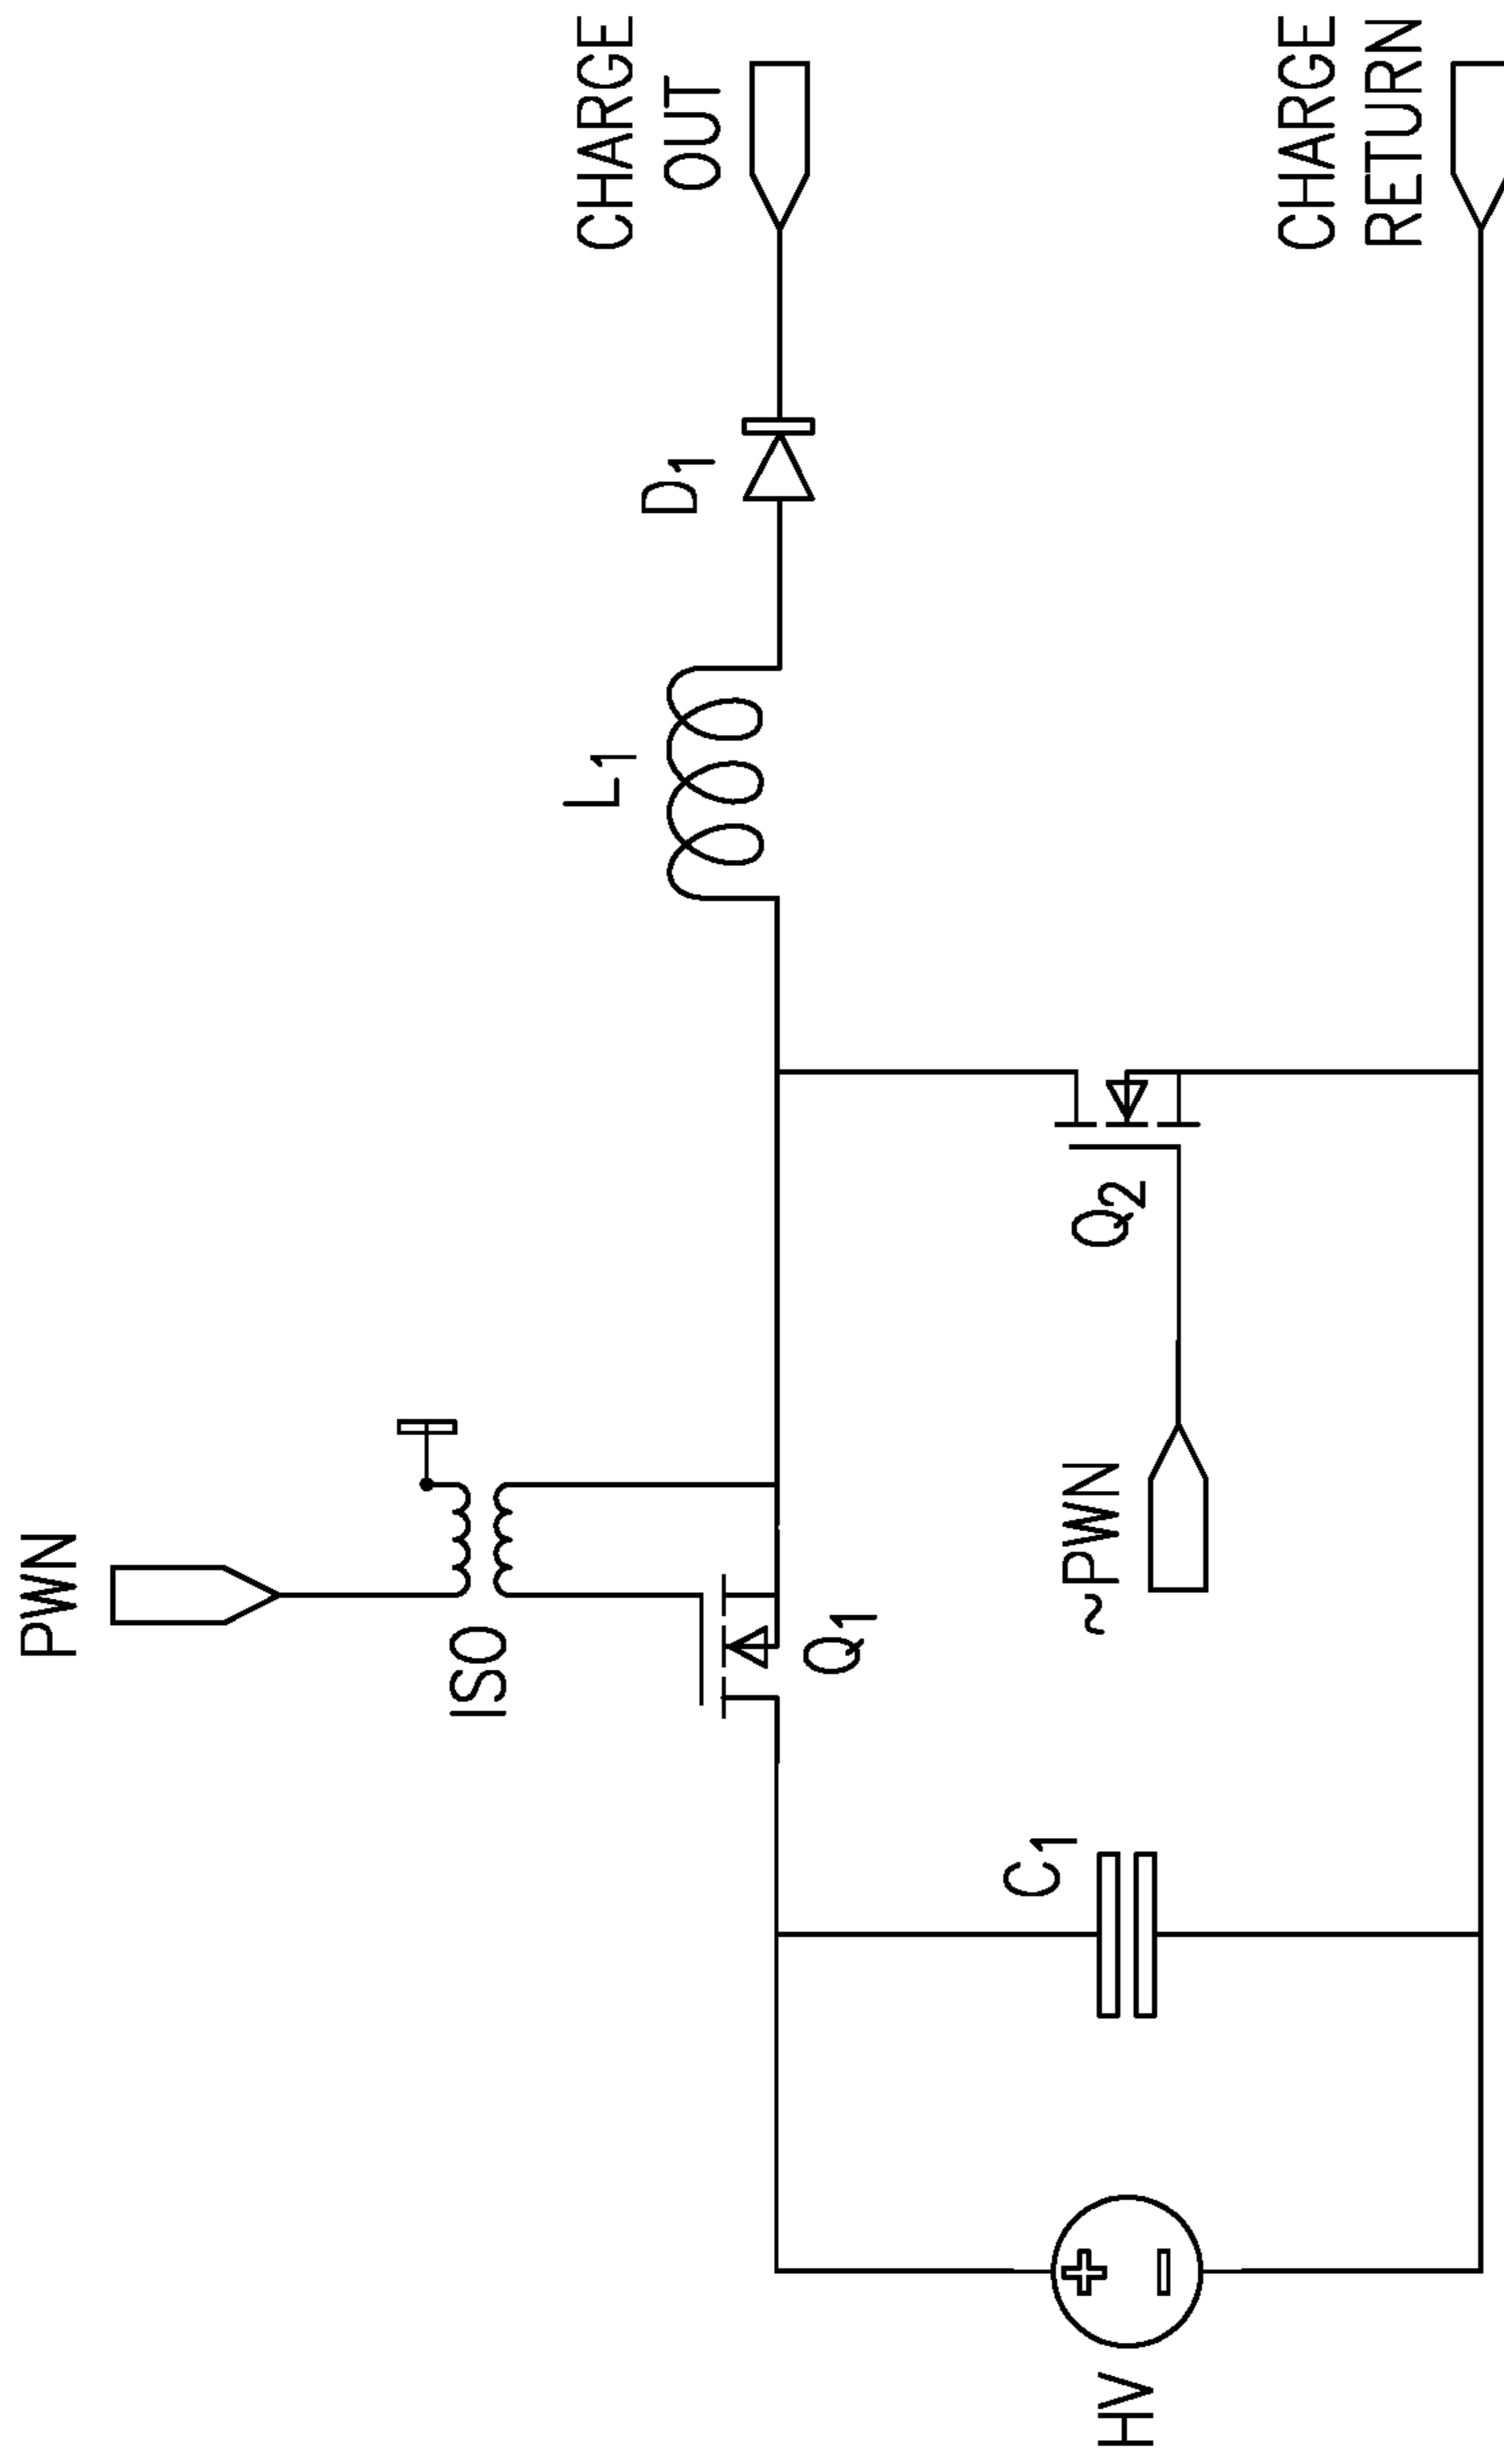 PWN
ISO
Q1
L1
D1
CHARGE
OUT
HV
+
-
C1
~PWN
Q2
CHARGE
RETURN